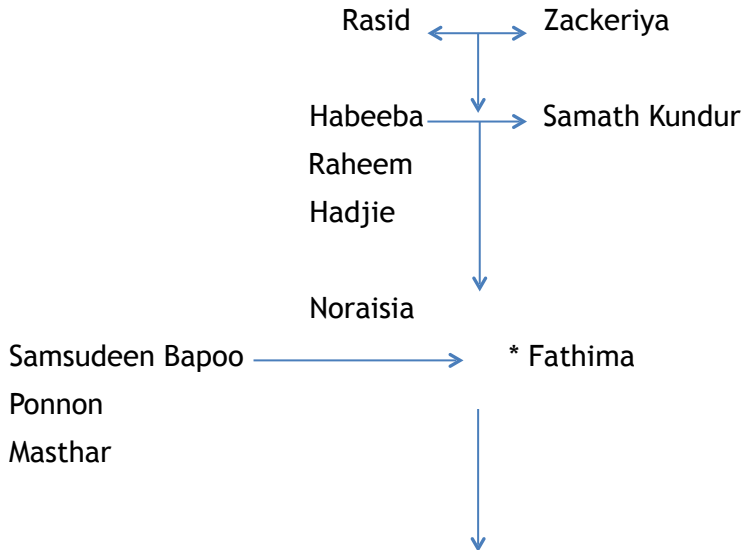 Rasid Zackeriya
Habeeba Samath Kundur
Raheem
Hadjie
Noraisia
Samsudeen Bapoo * Fathima
Ponnon
Masthar